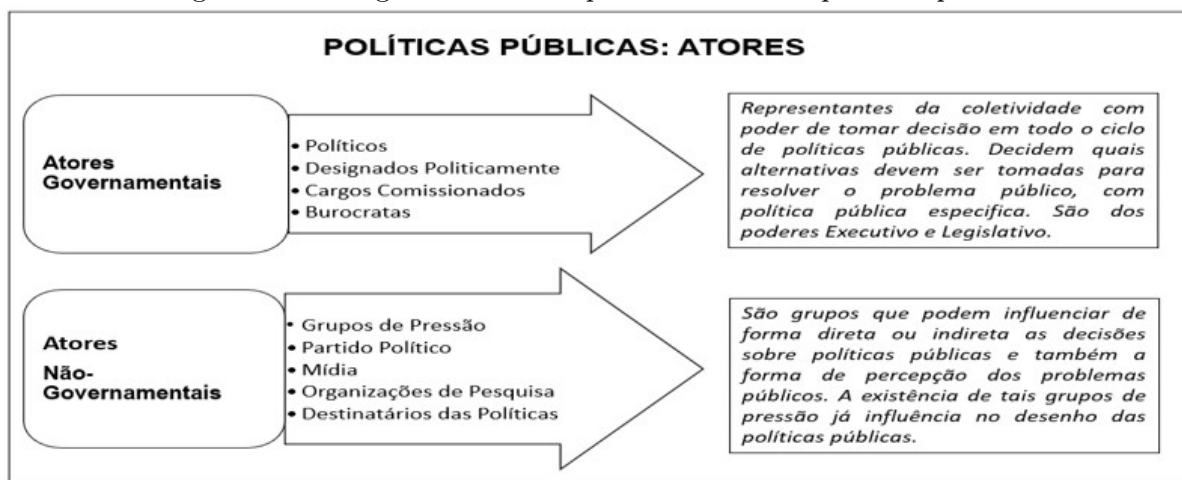 POLÍTICAS PÚBLICAS: ATORES
Atores
Governamentais
• Políticos
• Designados Politicamente
• Cargos Comissionados
• Burocratas
Representantes da coletividade com
poder de tomar decisão em todo o ciclo
de políticas públicas. Decidem quais
alternativas devem ser tomadas para
resolver o problema público, com
política pública especifica. São dos
poderes Executivo e Legislativo.
Atores
Não-
Governamentais
• Grupos de Pressão
• Partido Político
• Mídia
• Organizações de Pesquisa
• Destinatários das Políticas
São grupos que podem influenciar de
forma direta ou indireta as decisões
sobre políticas públicas e também a
forma de percepção dos problemas
públicos. A existência de tais grupos de
pressão já influência no desenho das
políticas públicas.